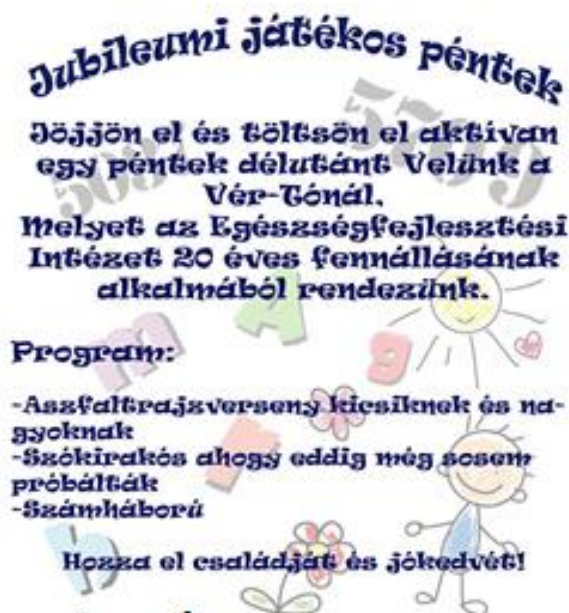 Jubileumi játékos péntek
5037
5799
Jöjjön el és töltsön el aktívan
egy péntek délutánt Velünk a
Vér-Tónál.
Melyet az Egészségfejlesztési
Intézet 20 éves fennállásának
alkalmából rendezünk.
m A g
Program:
-Aszfaltrajzverseny kicsiknek és na-
gyoknak
-Szókirakós ahogy eddig még sosem
próbálták
-Számháború
h
Hozza el családját és jókedvét!